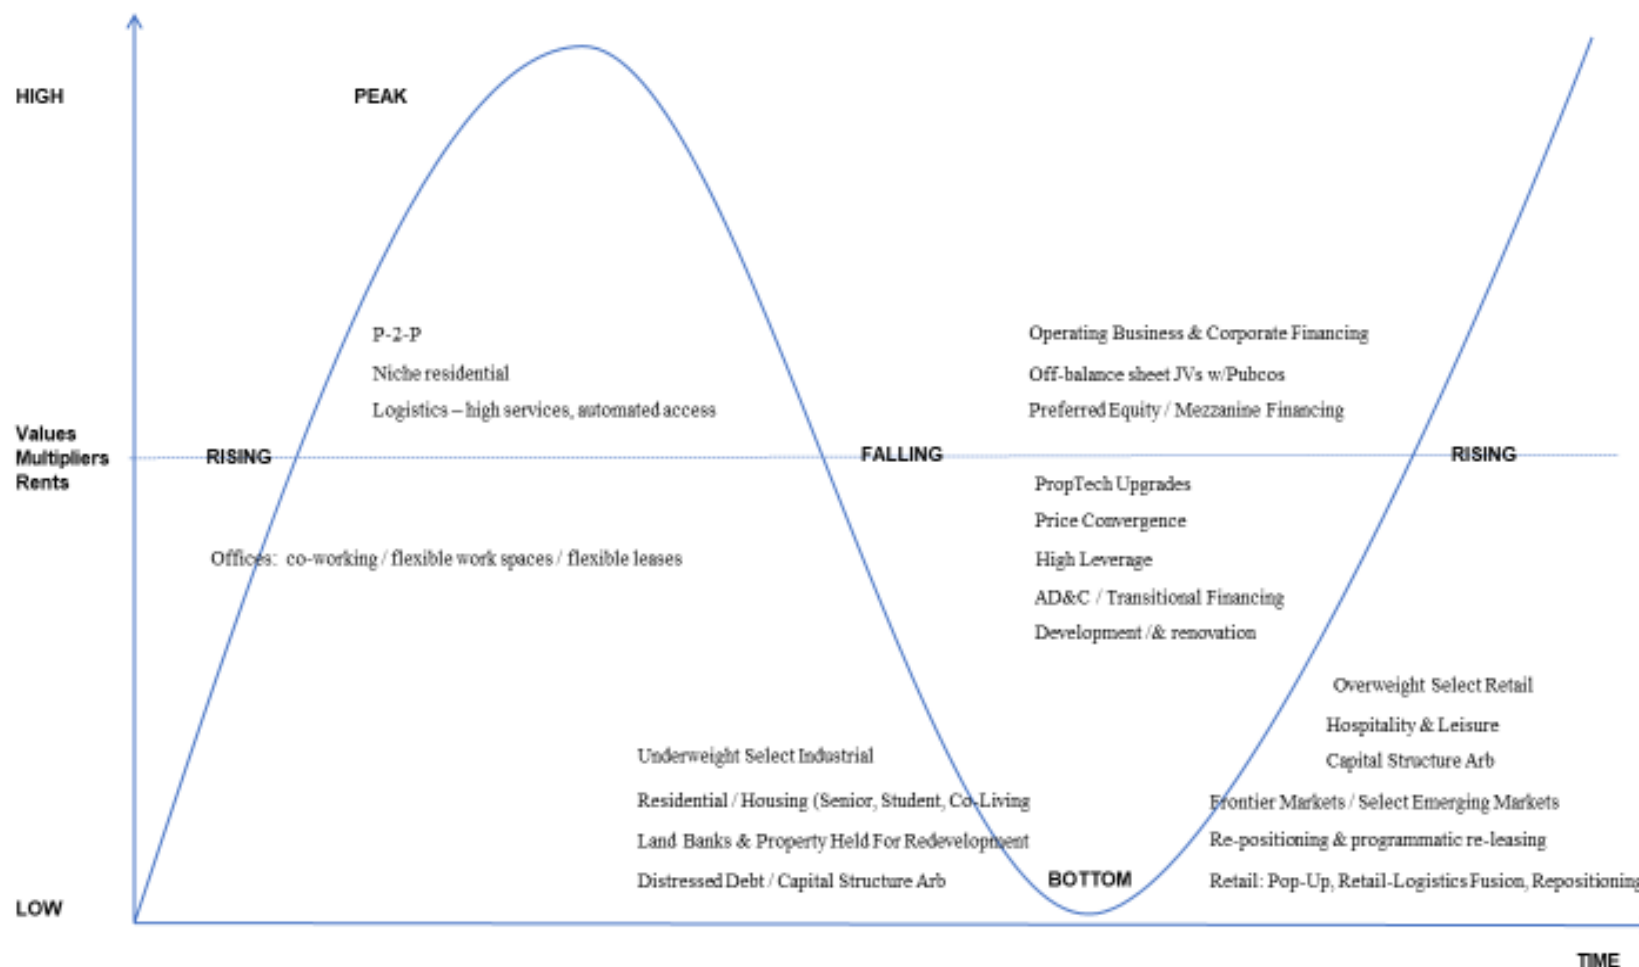 HIGH
PEAK
P-2-P
Niche residential
Logistics – high services, automated access
Operating Business & Corporate Financing
Off-balance sheet JVs w/Pubcos
Preferred Equity / Mezzanine Financing
Values
Multipliers
Rents
RISING
FALLING
RISING
PropTech Upgrades
Price Convergence
High Leverage
AD&C / Transitional Financing
Development /& renovation
Offices: co-working / flexible work spaces / flexible leases
Overweight Select Retail
Hospitality & Leisure
Capital Structure Arb
Underweight Select Industrial
Residential / Housing (Senior, Student, Co-Living
Land Banks & Property Held For Redevelopment
Distressed Debt / Capital Structure Arb
BOTTOM
Frontier Markets / Select Emerging Markets
Re-positioning & programmatic re-leasing
Retail: Pop-Up, Retail-Logistics Fusion, Repositioning
LOW
TIME